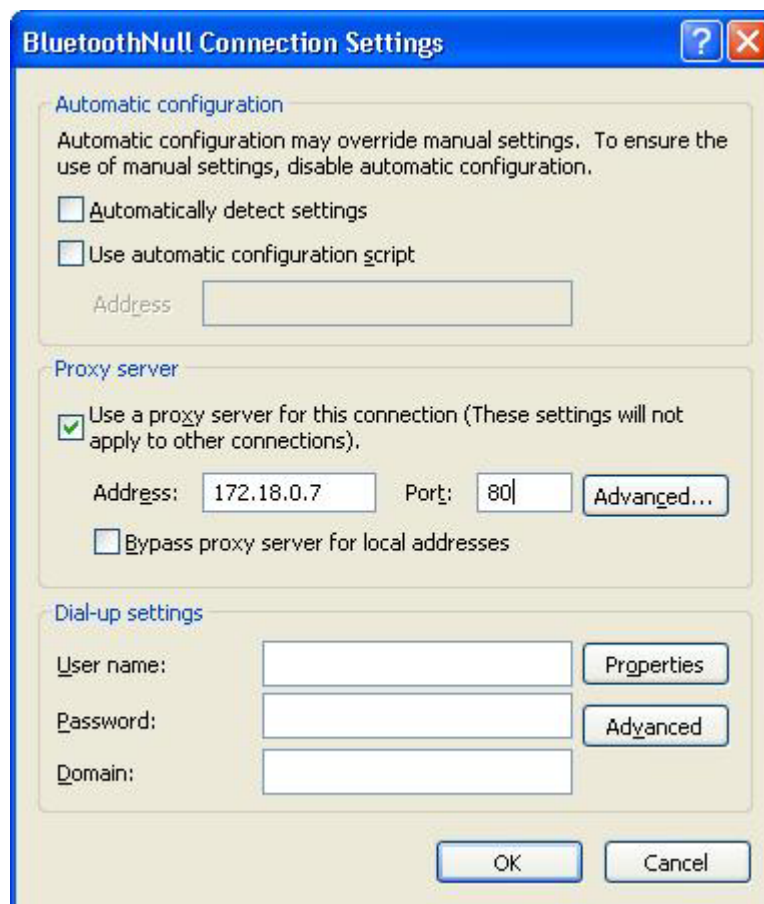 BluetoothNull Connection Settings
Automatic configuration
Automatic configuration may override manual settings. To ensure the
use of manual settings, disable automatic configuration.
Automatically detect settings
Use automatic configuration script
Address
Proxy server
Use a proxy server for this connection (These settings will not
apply to other connections).
Address: 172.18.0.7 Port: 80 Advanced...
Bypass proxy server for local addresses
Dial-up settings
User name: Properties
Password: Advanced
Domain:
OK Cancel